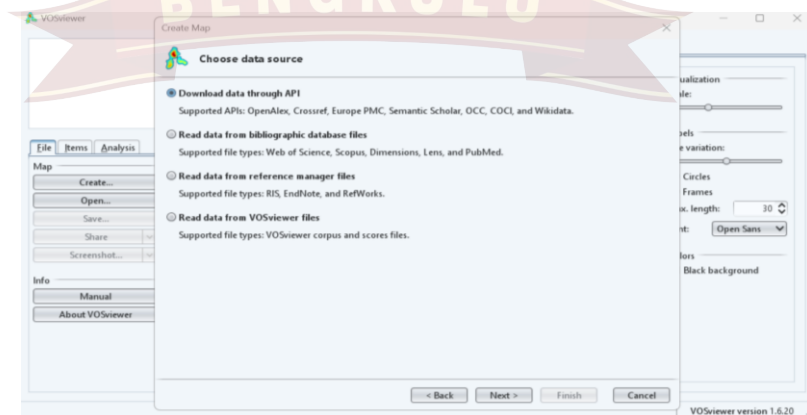 BENGKULU
VOSviewer
Create Map
Choose data source
Download data through API
Supported APIs: OpenAlex, Crossref, Europe PMC, Semantic Scholar, OCC, COCI, and Wikidata.
Read data from bibliographic database files
Supported file types: Web of Science, Scopus, Dimensions, Lens, and PubMed.
Read data from reference manager files
Supported file types: RIS, EndNote, and RefWorks.
Read data from VOSviewer files
Supported file types: VOSviewer corpus and scores files.
< Back Next > Finish Cancel
File Items Analysis
Map
Create...
Open...
Save...
Share
Screenshot...
Info
Manual
About VOSviewer
ualization
ale:
els
e variation:
Circles
Frames
x. length: 30
nt: Open Sans
lors
Black background
VOSviewer version 1.6.20